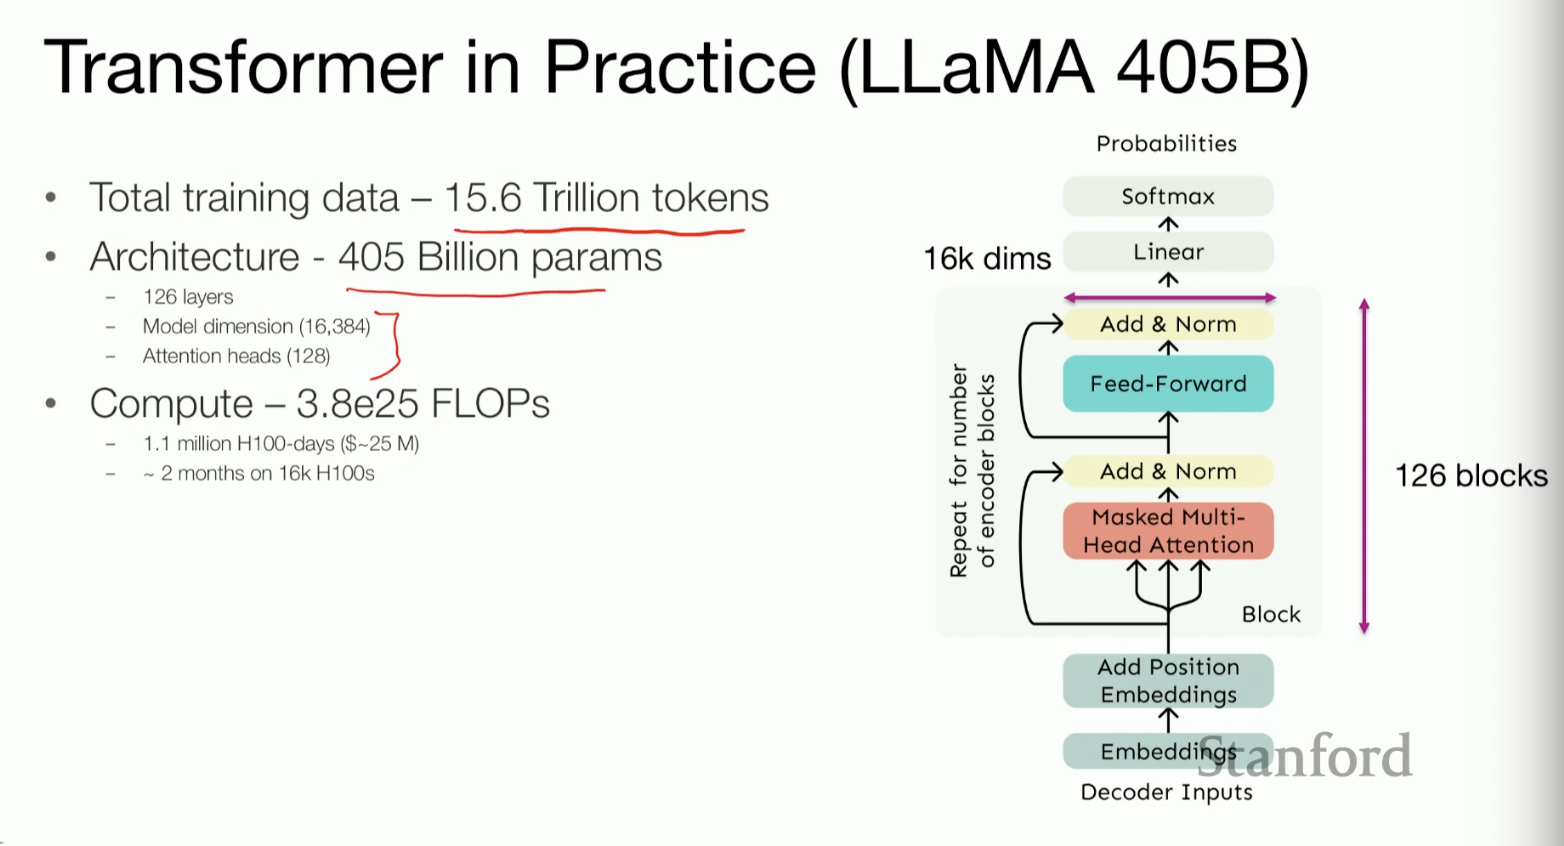 Transformer in Practice (LLaMA 405B)
• Total training data – 15.6 Trillion tokens
• Architecture - 405 Billion params
– 126 layers
– Model dimension (16,384)
– Attention heads (128)
• Compute – 3.8e25 FLOPs
– 1.1 million H100-days ($~25 M)
– ~ 2 months on 16k H100s
Probabilities
Softmax
16k dims
Linear
Add & Norm
Feed-Forward
Repeat for number
of encoder blocks
Add & Norm
126 blocks
Masked Multi-
Head Attention
Block
Add Position
Embeddings
Embeddings
Stanford
Decoder Inputs